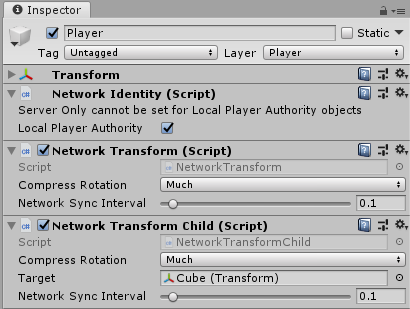 Inspector
Player Static
Tag Untagged Layer Player
Transform
Network Identity (Script)
Server Only cannot be set for Local Player Authority objects
Local Player Authority
Network Transform (Script)
Script NetworkTransform
Compress Rotation Much
Network Sync Interval 0.1
Network Transform Child (Script)
Script NetworkTransformChild
Compress Rotation Much
Target Cube (Transform)
Network Sync Interval 0.1